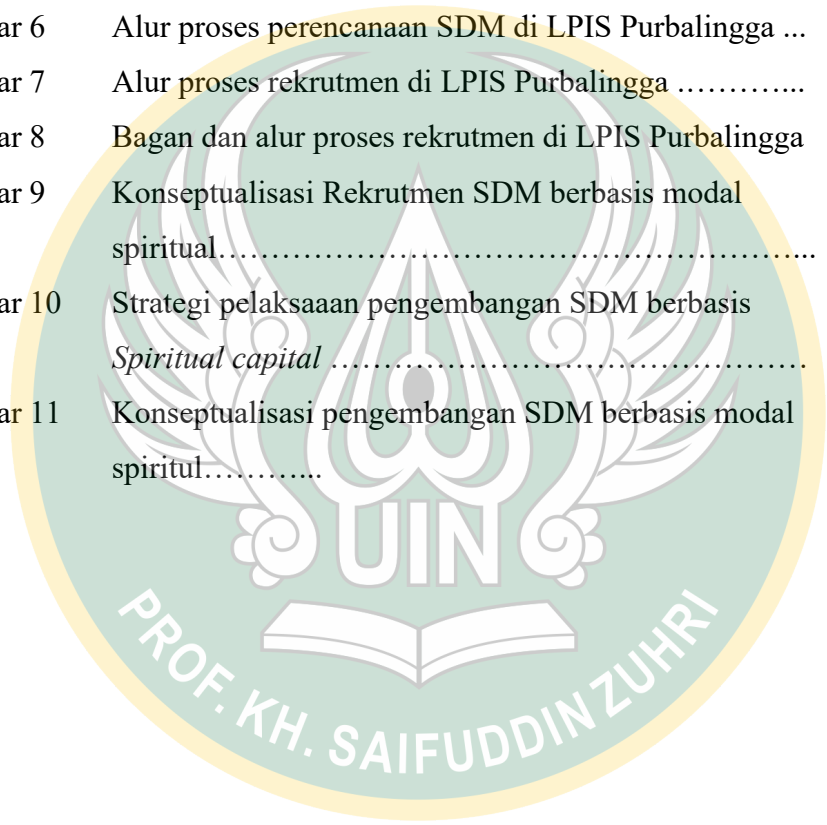 ar 6 Alur proses perencanaan SDM di LPIS Purbalingga ...
ar 7 Alur proses rekrutmen di LPIS Purbalingga ………...
ar 8 Bagan dan alur proses rekrutmen di LPIS Purbalingga
ar 9 Konseptualisasi Rekrutmen SDM berbasis modal
spiritual…………………………………………………...
ar 10 Strategi pelaksaaan pengembangan SDM berbasis
Spiritual capital …………………………………………
ar 11 Konseptualisasi pengembangan SDM berbasis modal
spiritul………...
UIN
PROF. KH. SAIFUDDIN ZUHRI